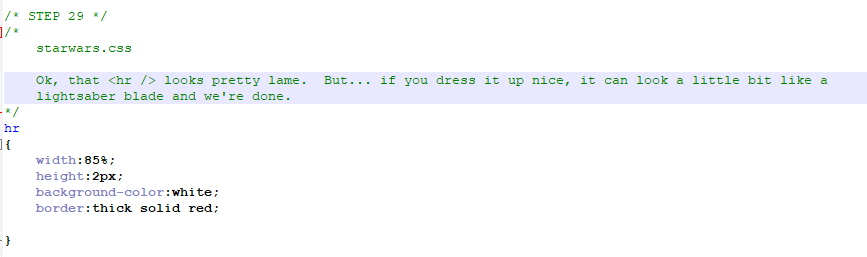 /* STEP 29 */
/*
starwars.css
Ok, that <hr /> looks pretty lame.  But... if you dress it up nice, it can look a little bit like a
lightsaber blade and we're done.
*/
hr
{
width:85%;
height:2px;
background-color:white;
border:thick solid red;
}